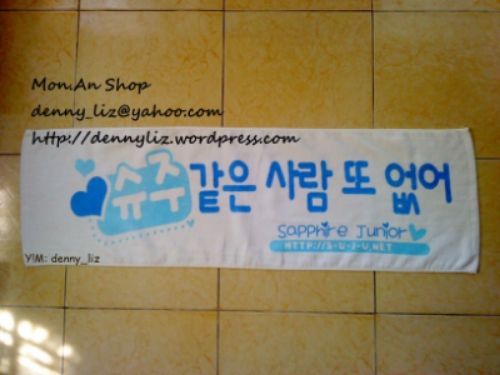 Mon.An Shop
denny_liz@yahoo.com
http://dennyliz.wordpress.com
슈주같은 사람 또 없어
Sapphire Junior
HTTP://S-U-J-U.NET
Y!M: denny_liz